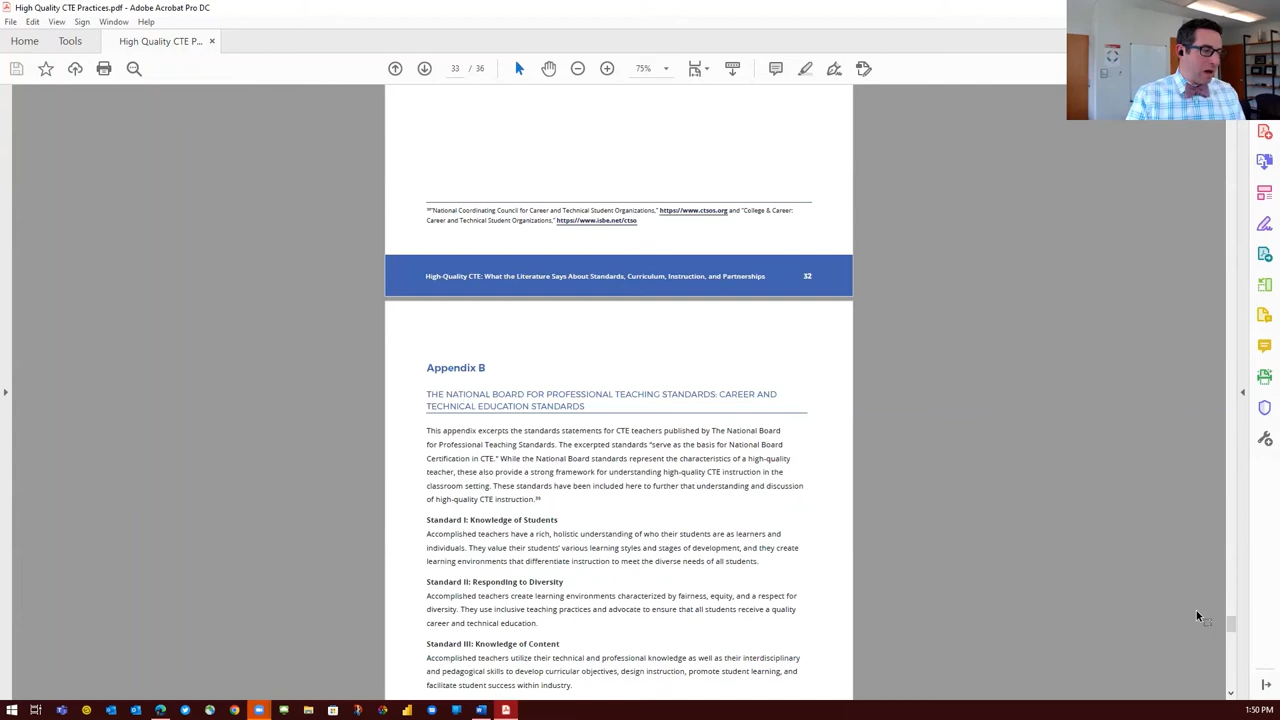 High Quality CTE Practices.pdf - Adobe Acrobat Pro DC
File Edit View Sign Window Help
Home Tools High Quality CTE P... ×
33 / 36 75%
³⁸"National Coordinating Council for Career and Technical Student Organizations," https://www.ctsos.org and "College & Career:
Career and Technical Student Organizations," https://www.isbe.net/ctso
High-Quality CTE: What the Literature Says About Standards, Curriculum, Instruction, and Partnerships 32
Appendix B
THE NATIONAL BOARD FOR PROFESSIONAL TEACHING STANDARDS: CAREER AND
TECHNICAL EDUCATION STANDARDS
This appendix excerpts the standards statements for CTE teachers published by The National Board
for Professional Teaching Standards. The excerpted standards "serve as the basis for National Board
Certification in CTE." While the National Board standards represent the characteristics of a high-quality
teacher, these also provide a strong framework for understanding high-quality CTE instruction in the
classroom setting. These standards have been included here to further that understanding and discussion
of high-quality CTE instruction.³⁹
Standard I: Knowledge of Students
Accomplished teachers have a rich, holistic understanding of who their students are as learners and
individuals. They value their students' various learning styles and stages of development, and they create
learning environments that differentiate instruction to meet the diverse needs of all students.
Standard II: Responding to Diversity
Accomplished teachers create learning environments characterized by fairness, equity, and a respect for
diversity. They use inclusive teaching practices and advocate to ensure that all students receive a quality
career and technical education.
Standard III: Knowledge of Content
Accomplished teachers utilize their technical and professional knowledge as well as their interdisciplinary
and pedagogical skills to develop curricular objectives, design instruction, promote student learning, and
facilitate student success within industry.
1:50 PM